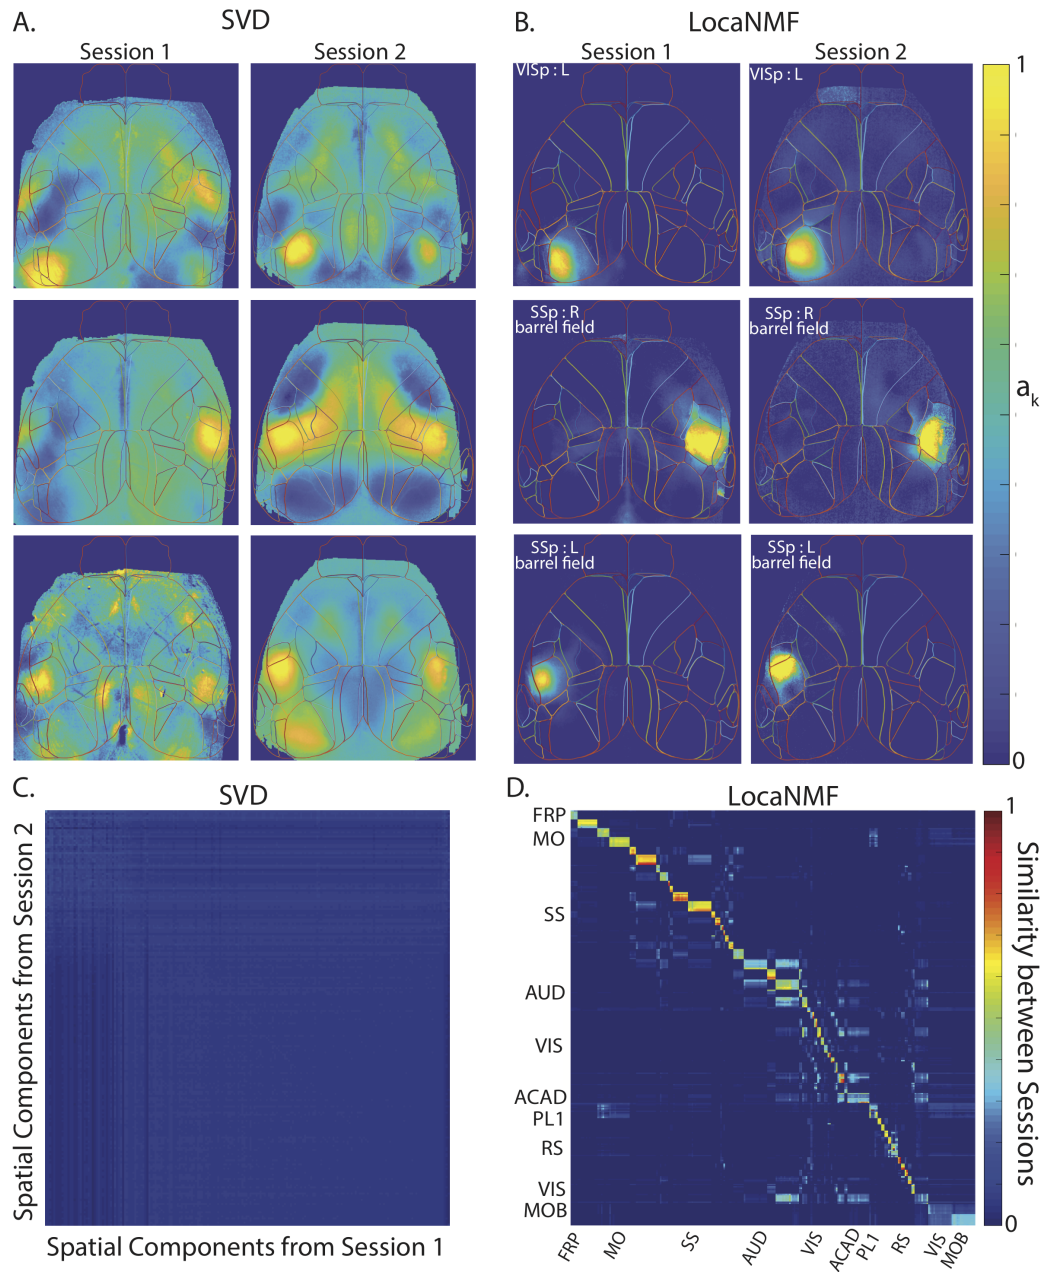 A.
SVD
Session 1
Session 2
B.
LocaNMF
Session 1
Session 2
VISp : L
VISp : L
1
SSp : R
barrel field
SSp : R
barrel field
a_k
SSp : L
barrel field
SSp : L
barrel field
0
C.
SVD
Spatial Components from Session 2
Spatial Components from Session 1
D.
LocaNMF
FRP
MO
SS
AUD
VIS
ACAD
PL1
RS
VIS
MOB
FRP
MO
SS
AUD
VIS
ACAD
PL1
RS
VIS
MOB
1
Similarity between Sessions
0